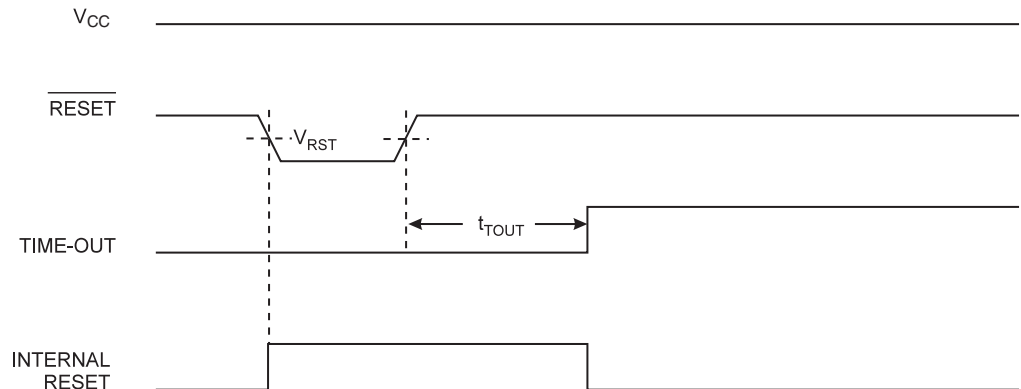 VCC
RESET
VRST
tTOUT
TIME-OUT
INTERNAL
RESET